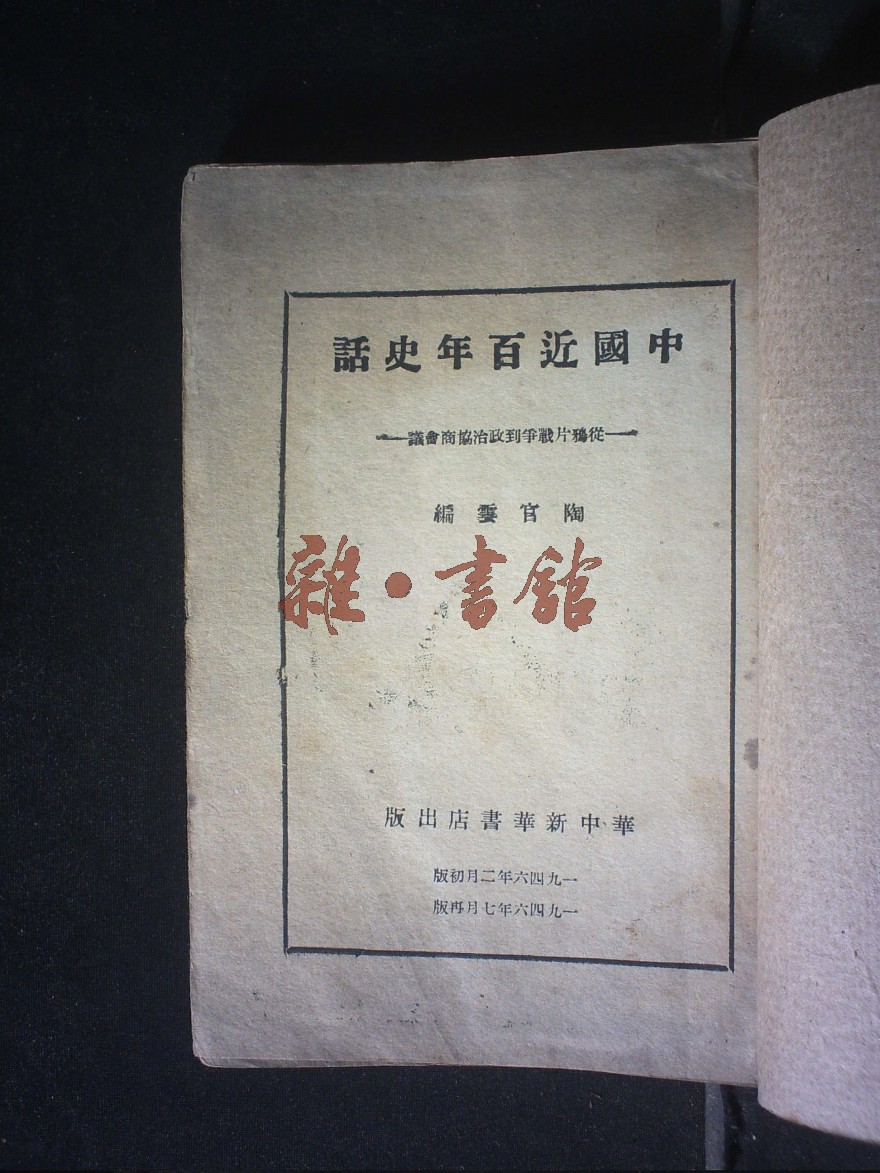 中國近百年史話
——從鴉片戰爭到政治協商會議——
陶官雲編
雜·書館
華中新華書店出版
一九四六年二月初版
一九四六年七月再版